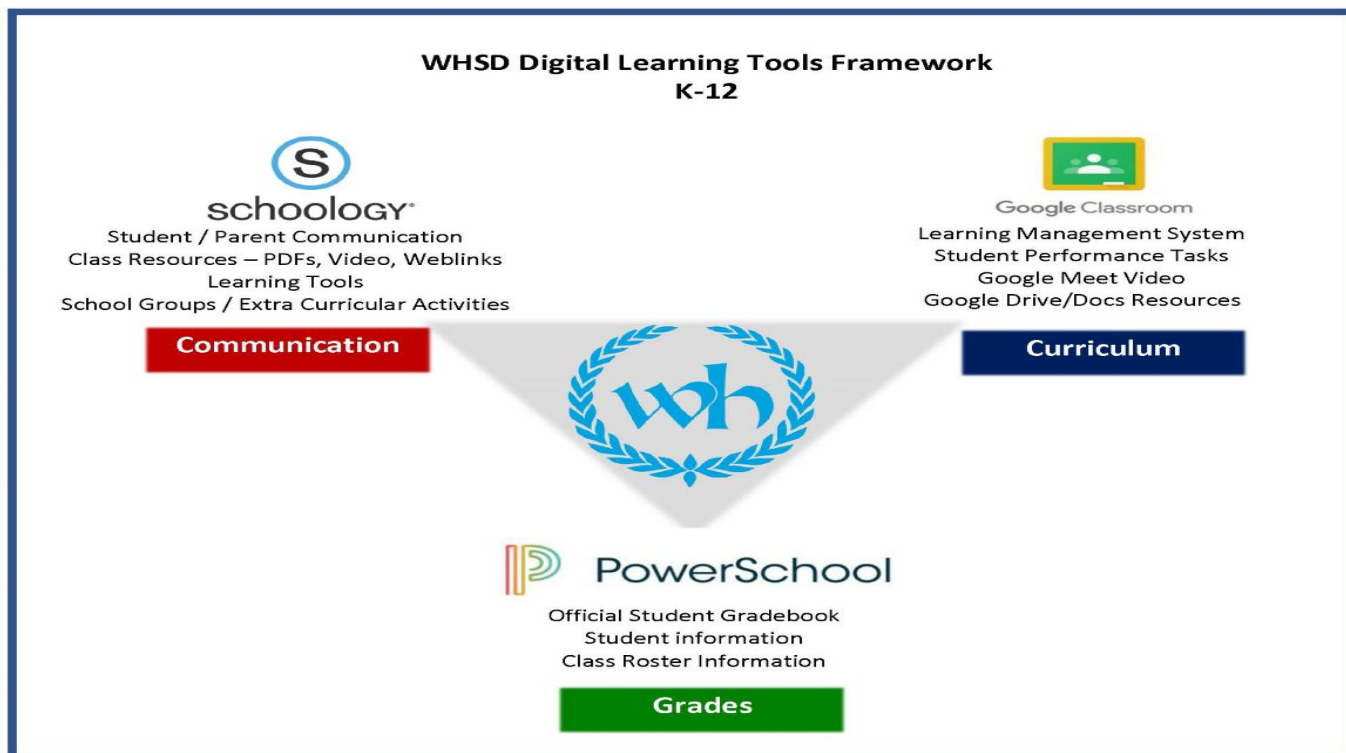 WHSD Digital Learning Tools Framework
K-12
S
schoology®
Student / Parent Communication
Class Resources – PDFs, Video, Weblinks
Learning Tools
School Groups / Extra Curricular Activities
Communication
Google Classroom
Learning Management System
Student Performance Tasks
Google Meet Video
Google Drive/Docs Resources
Curriculum
wh
PowerSchool
Official Student Gradebook
Student information
Class Roster Information
Grades